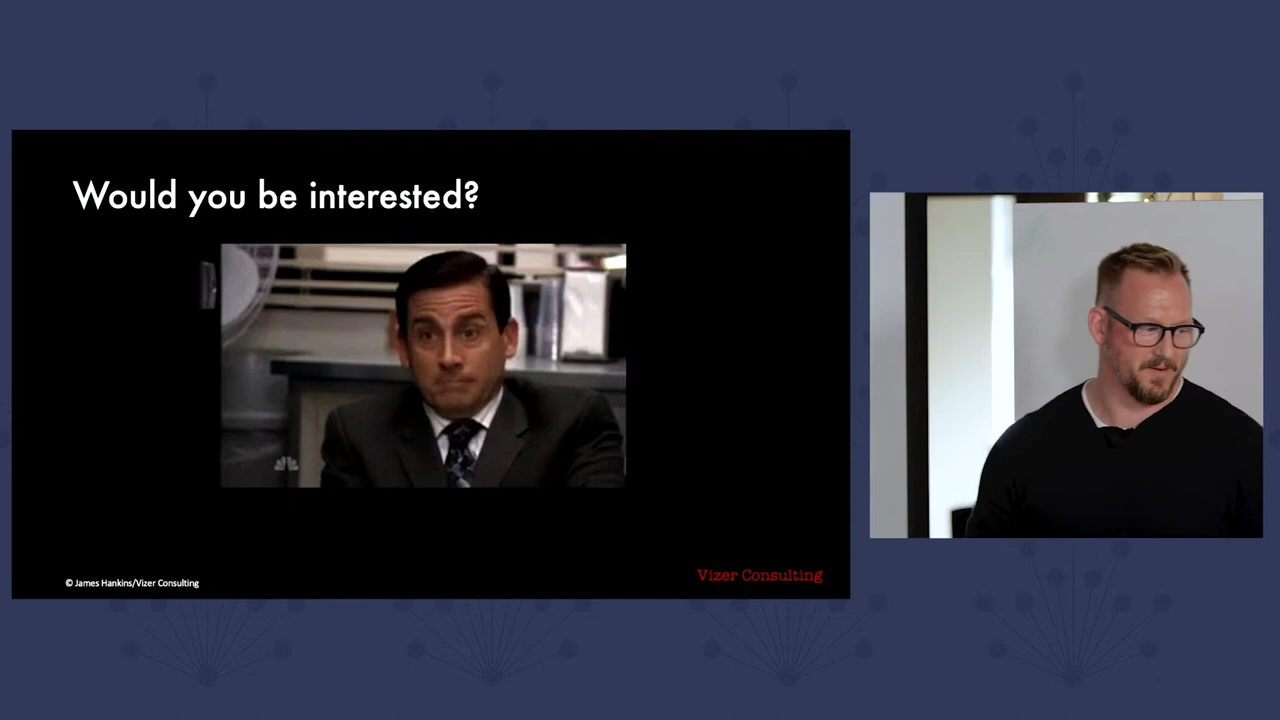 Would you be interested?
© James Hankins/Vizer Consulting
Vizer Consulting